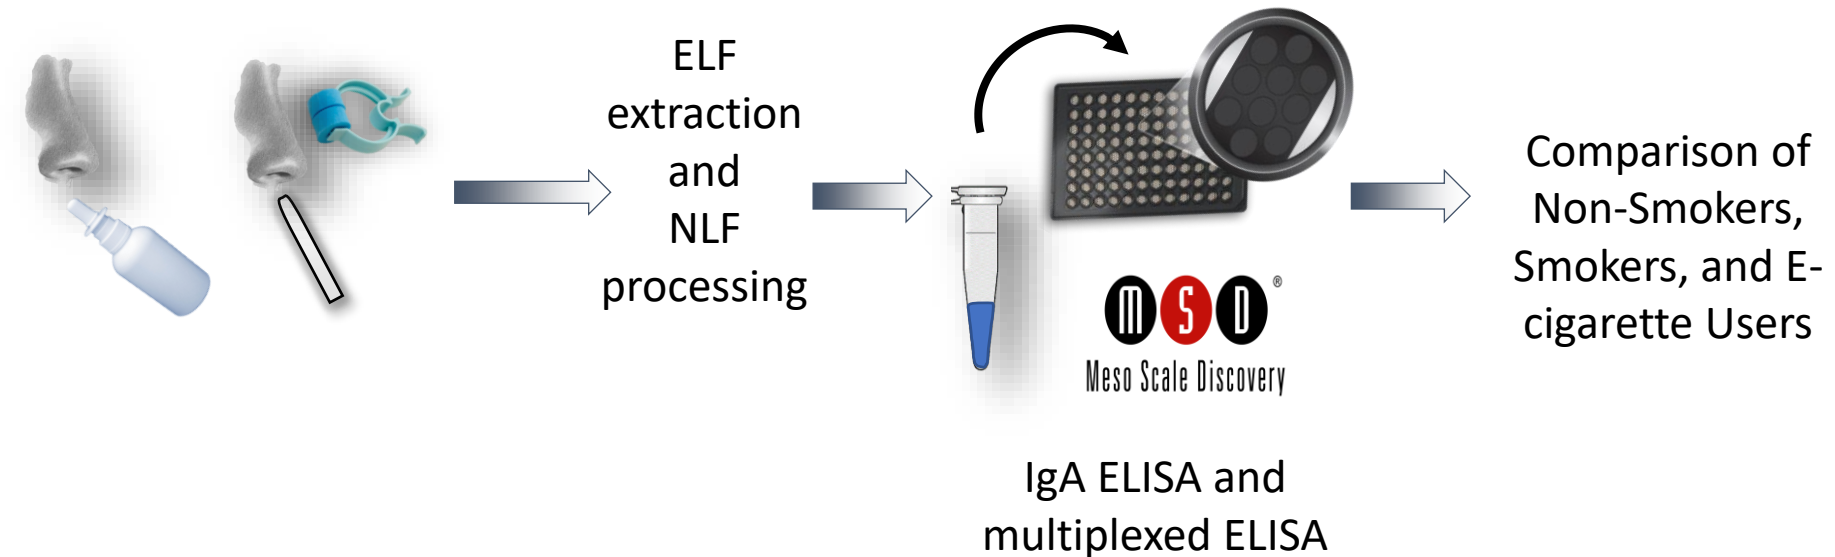 ELF
extraction
and
NLF
processing
MSD®
Meso Scale Discovery
IgA ELISA and
multiplexed ELISA
Comparison of
Non-Smokers,
Smokers, and E-
cigarette Users